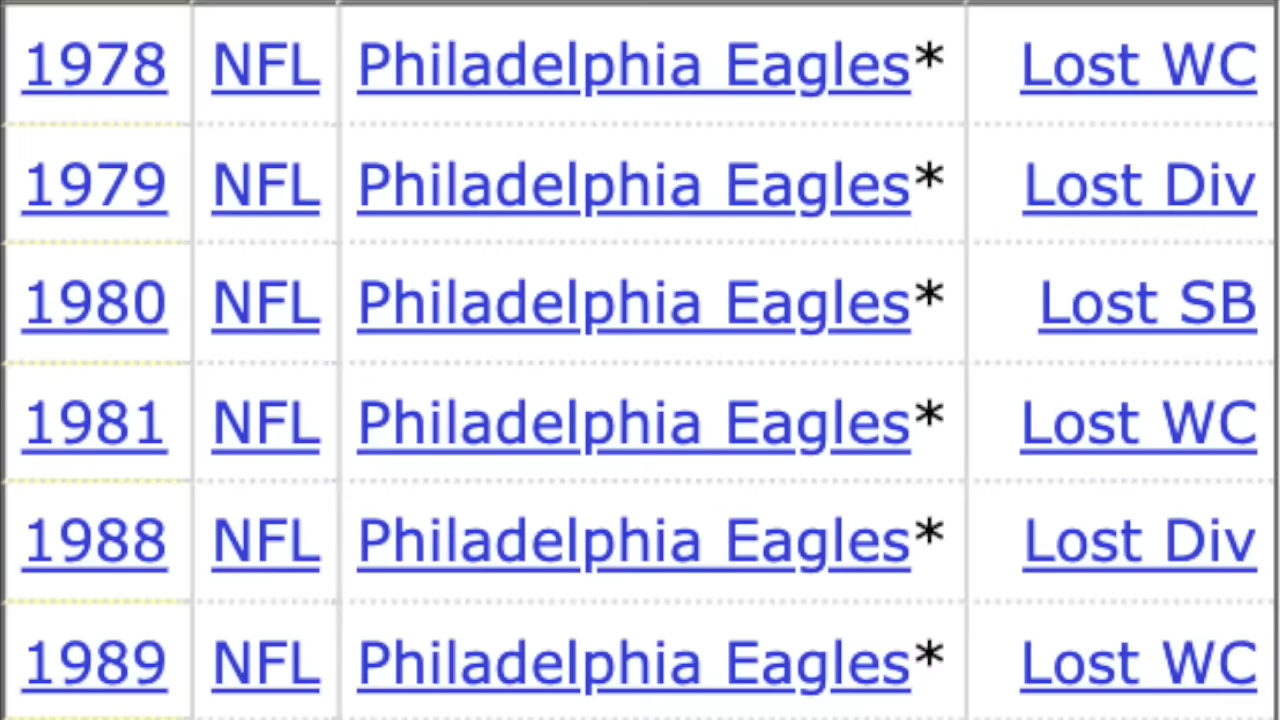 1978 NFL Philadelphia Eagles* Lost WC
1979 NFL Philadelphia Eagles* Lost Div
1980 NFL Philadelphia Eagles* Lost SB
1981 NFL Philadelphia Eagles* Lost WC
1988 NFL Philadelphia Eagles* Lost Div
1989 NFL Philadelphia Eagles* Lost WC